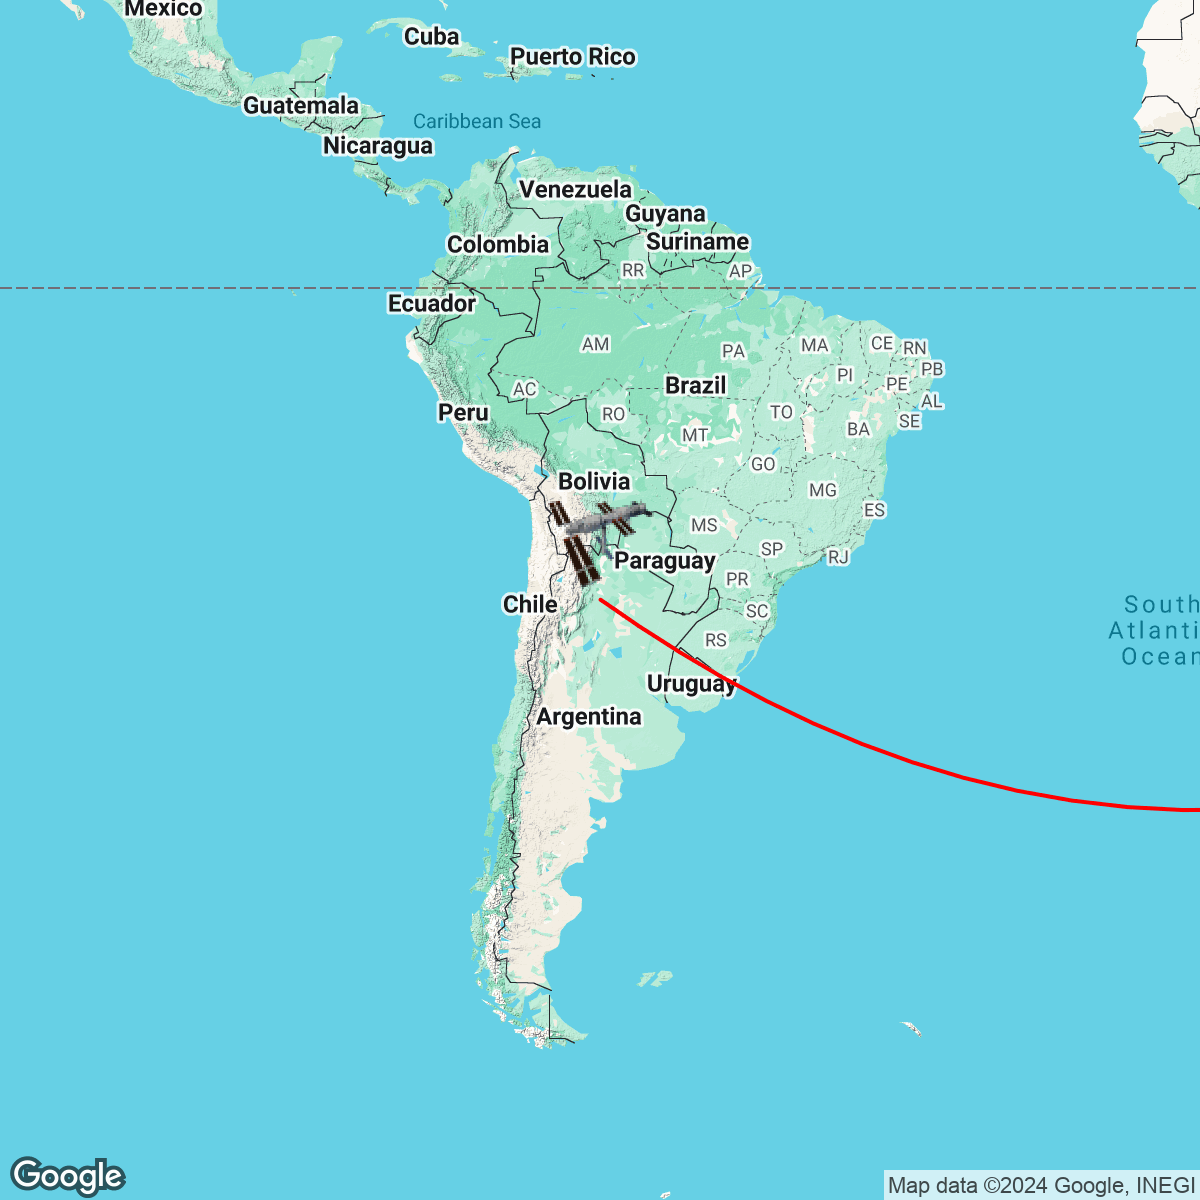 Mexico
Cuba
Puerto Rico
Guatemala
Caribbean Sea
Nicaragua
Venezuela
Guyana
Colombia
Suriname
RR
AP
Ecuador
AM
PA
MA
CE
RN
PI
PB
PE
AC
Brazil
AL
Peru
RO
TO
SE
MT
BA
GO
Bolivia
MG
ES
MS
SP
RJ
Paraguay
PR
Chile
SC
South
Atlanti
Ocean
RS
Uruguay
Argentina
Google
Map data ©2024 Google, INEGI